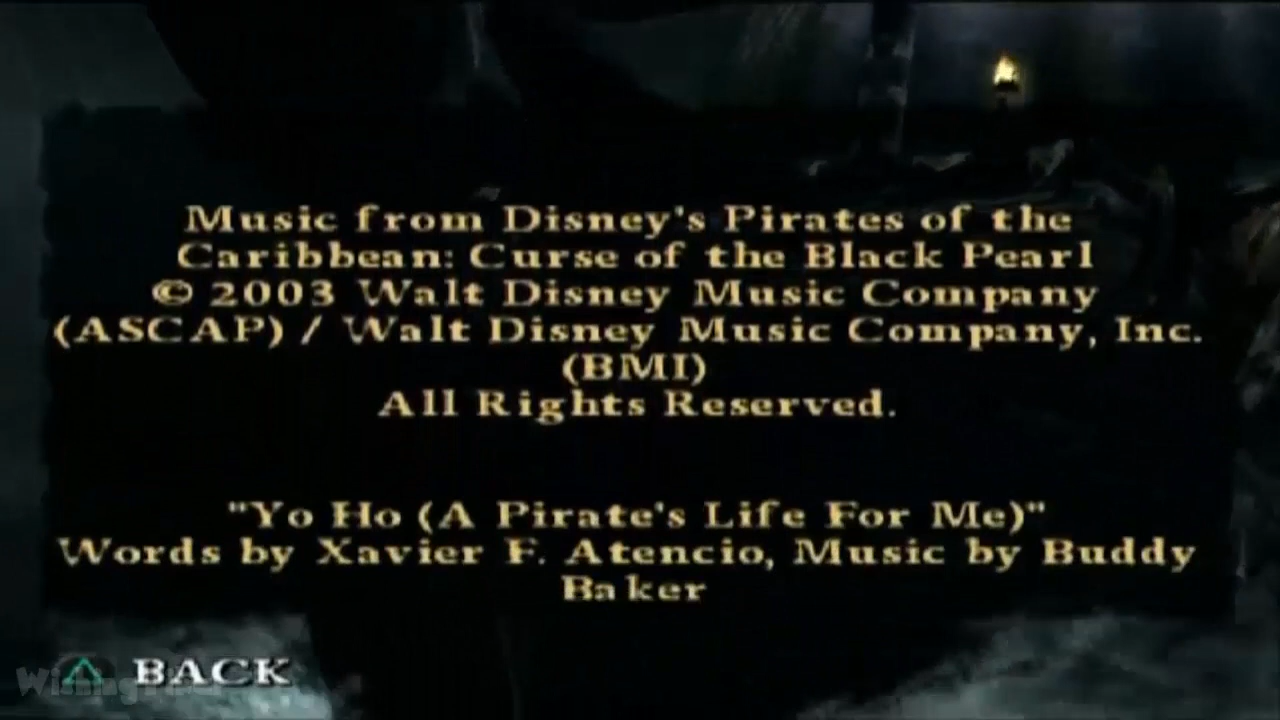 Music from Disney's Pirates of the
Caribbean: Curse of the Black Pearl
© 2003 Walt Disney Music Company
(ASCAP) / Walt Disney Music Company, Inc.
(BMI)
All Rights Reserved.
"Yo Ho (A Pirate's Life For Me)"
Words by Xavier F. Atencio, Music by Buddy
Baker
BACK